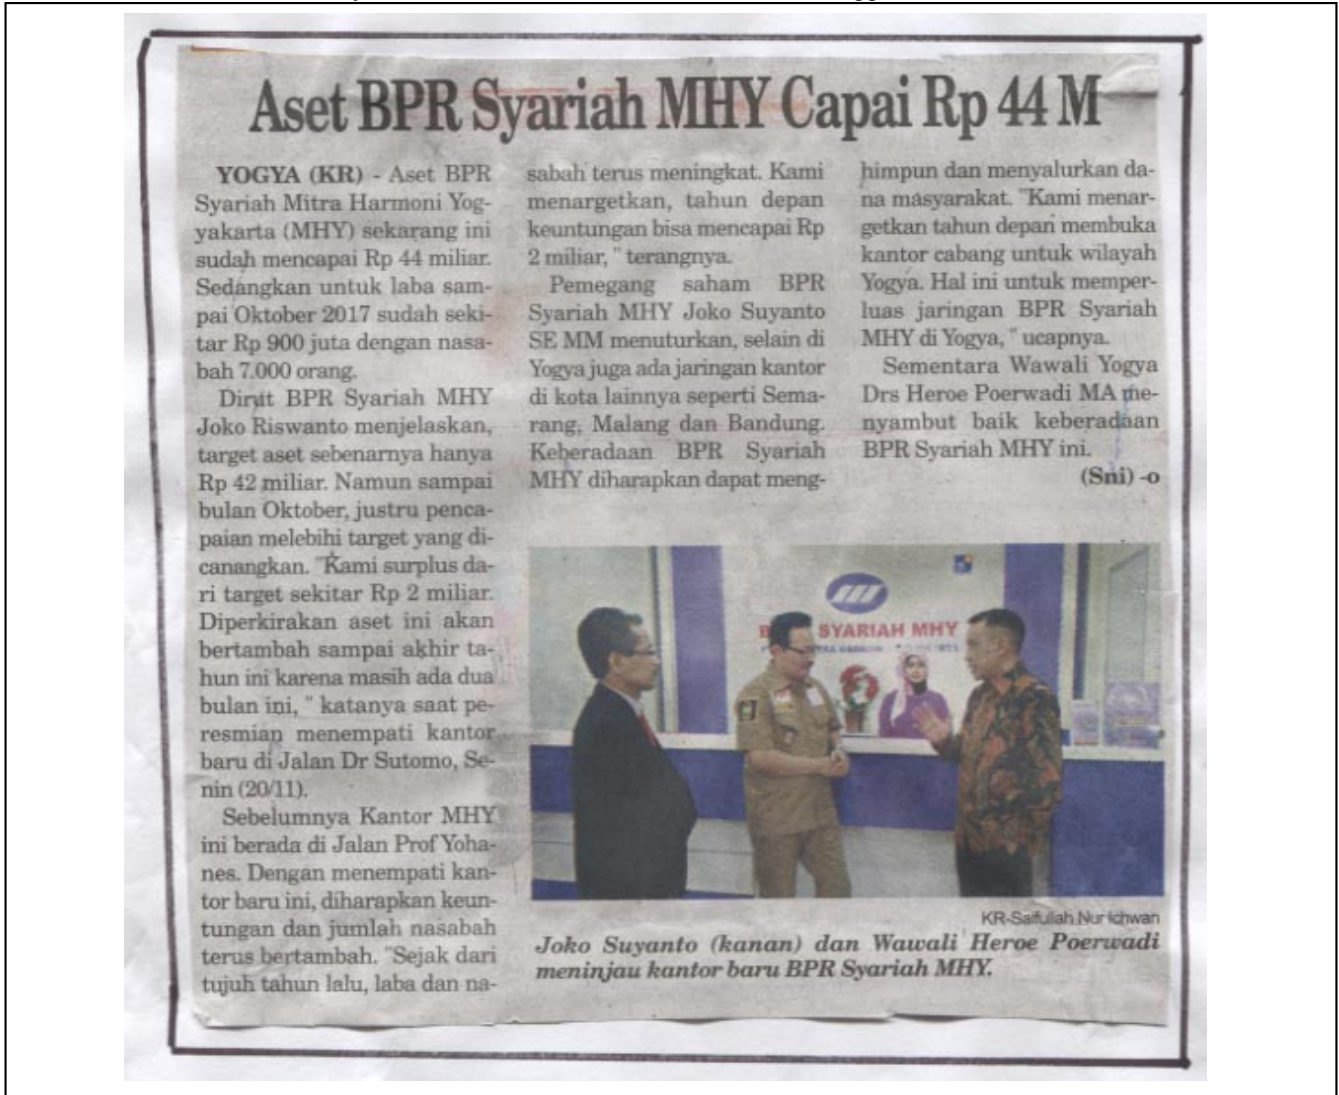 Aset BPR Syariah MHY Capai Rp 44 M
YOGYA (KR) - Aset BPR
Syariah Mitra Harmoni Yog-
yakarta (MHY) sekarang ini
sudah mencapai Rp 44 miliar.
Sedangkan untuk laba sam-
pai Oktober 2017 sudah seki-
tar Rp 900 juta dengan nasa-
bah 7.000 orang.
Dirut BPR Syariah MHY
Joko Riswanto menjelaskan,
target aset sebenarnya hanya
Rp 42 miliar. Namun sampai
bulan Oktober, justru penca-
paian melebihi target yang di-
canangkan. "Kami surplus da-
ri target sekitar Rp 2 miliar.
Diperkirakan aset ini akan
bertambah sampai akhir ta-
hun ini karena masih ada dua
bulan ini, " katanya saat pe-
resmian menempati kantor
baru di Jalan Dr Sutomo, Se-
nin (20/11).
Sebelumnya Kantor MHY
ini berada di Jalan Prof Yoha-
nes. Dengan menempati kan-
tor baru ini, diharapkan keun-
tungan dan jumlah nasabah
terus bertambah. "Sejak dari
tujuh tahun lalu, laba dan na-
sabah terus meningkat. Kami
menargetkan, tahun depan
keuntungan bisa mencapai Rp
2 miliar, " terangnya.
Pemegang saham BPR
Syariah MHY Joko Suyanto
SE MM menuturkan, selain di
Yogya juga ada jaringan kantor
di kota lainnya seperti Sema-
rang, Malang dan Bandung.
Keberadaan BPR Syariah
MHY diharapkan dapat meng-
himpun dan menyalurkan da-
na masyarakat. "Kami menar-
getkan tahun depan membuka
kantor cabang untuk wilayah
Yogya. Hal ini untuk memper-
luas jaringan BPR Syariah
MHY di Yogya, " ucapnya.
Sementara Wawali Yogya
Drs Heroe Poerwadi MA me-
nyambut baik keberadaan
BPR Syariah MHY ini.
(Sni) -o
SYARIAH MHY
KR-Saifullah Nur Ichwan
Joko Suyanto (kanan) dan Wawali Heroe Poerwadi
meninjau kantor baru BPR Syariah MHY.